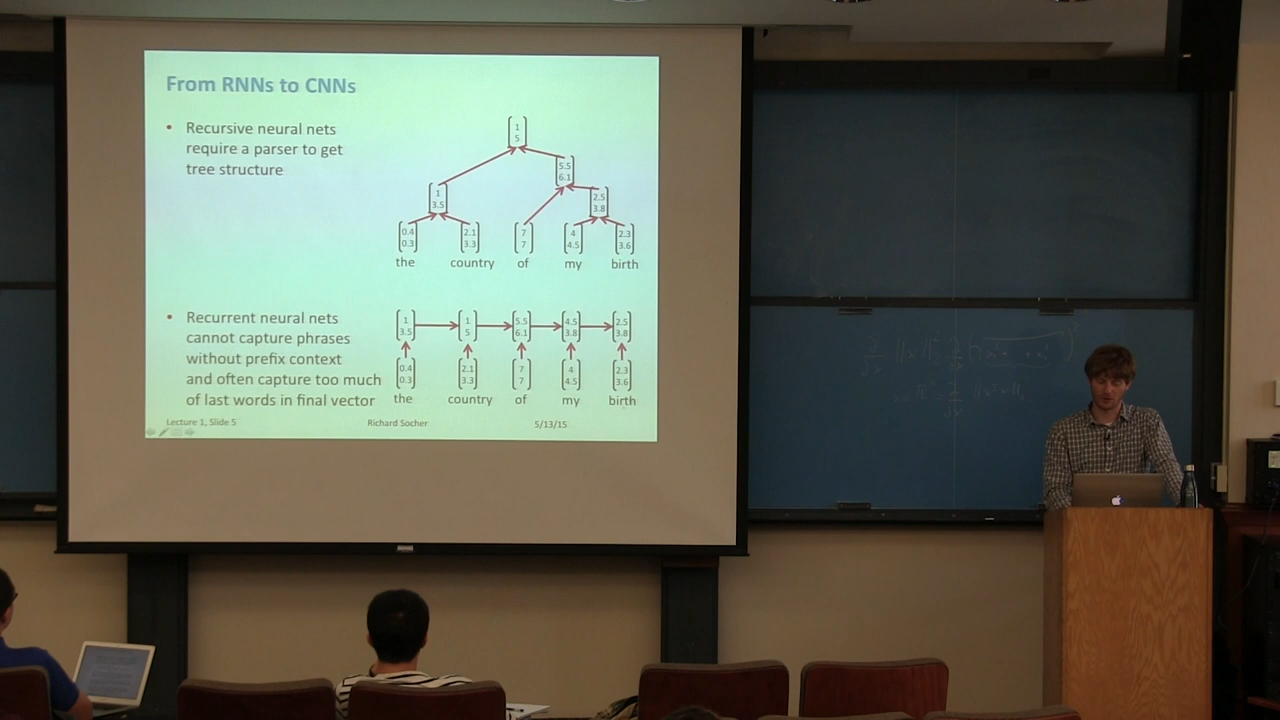 From RNNs to CNNs
• Recursive neural nets
require a parser to get
tree structure
1
5
5.5
6.1
1
3.5
2.5
3.8
0.4 2.1 7 4 2.3
0.3 3.3 7 4.5 3.6
the country of my birth
• Recurrent neural nets
cannot capture phrases
without prefix context
and often capture too much
of last words in final vector
1 1 5.5 4.5 2.5
3.5 5 6.1 3.8 3.8
0.4 2.1 7 4 2.3
0.3 3.3 7 4.5 3.6
the country of my birth
Lecture 1, Slide 5 Richard Socher 5/13/15